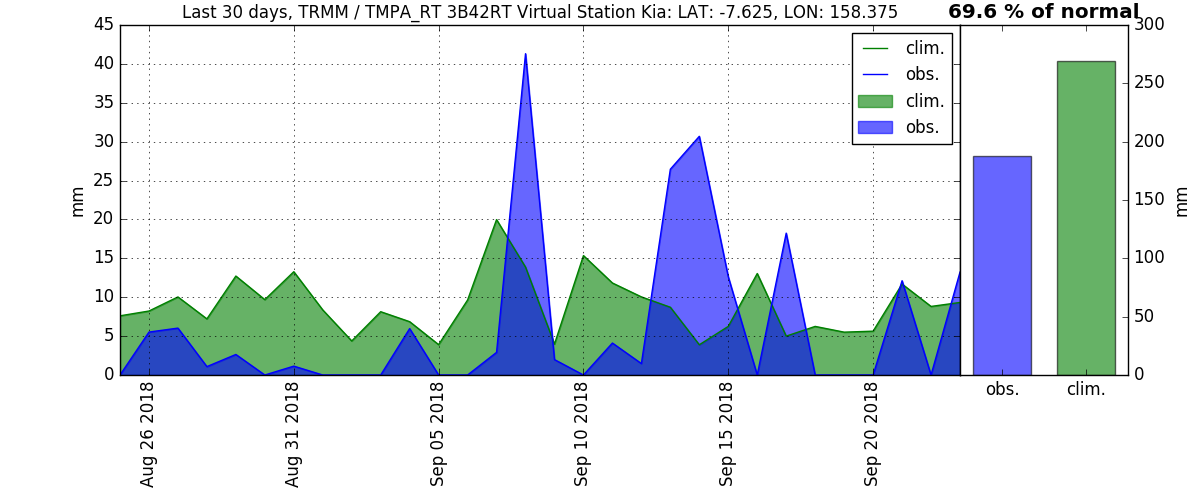 Last 30 days, TRMM / TMPA_RT 3B42RT Virtual Station Kia: LAT: -7.625, LON: 158.375
69.6 % of normal
45
40
35
30
25
20
15
10
5
0
mm
clim.
obs.
clim.
obs.
300
250
200
150
100
50
0
mm
obs.
clim.
Aug 26 2018
Aug 31 2018
Sep 05 2018
Sep 10 2018
Sep 15 2018
Sep 20 2018